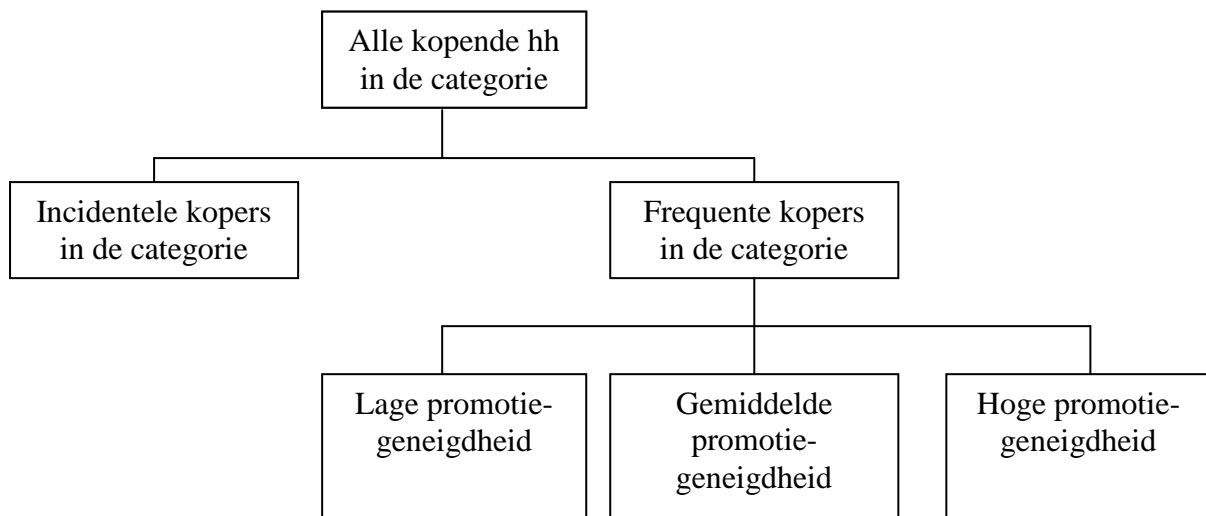 Alle kopende hh
in de categorie
Incidentele kopers
in de categorie
Frequente kopers
in de categorie
Lage promotie-
geneigdheid
Gemiddelde
promotie-
geneigdheid
Hoge promotie-
geneigdheid